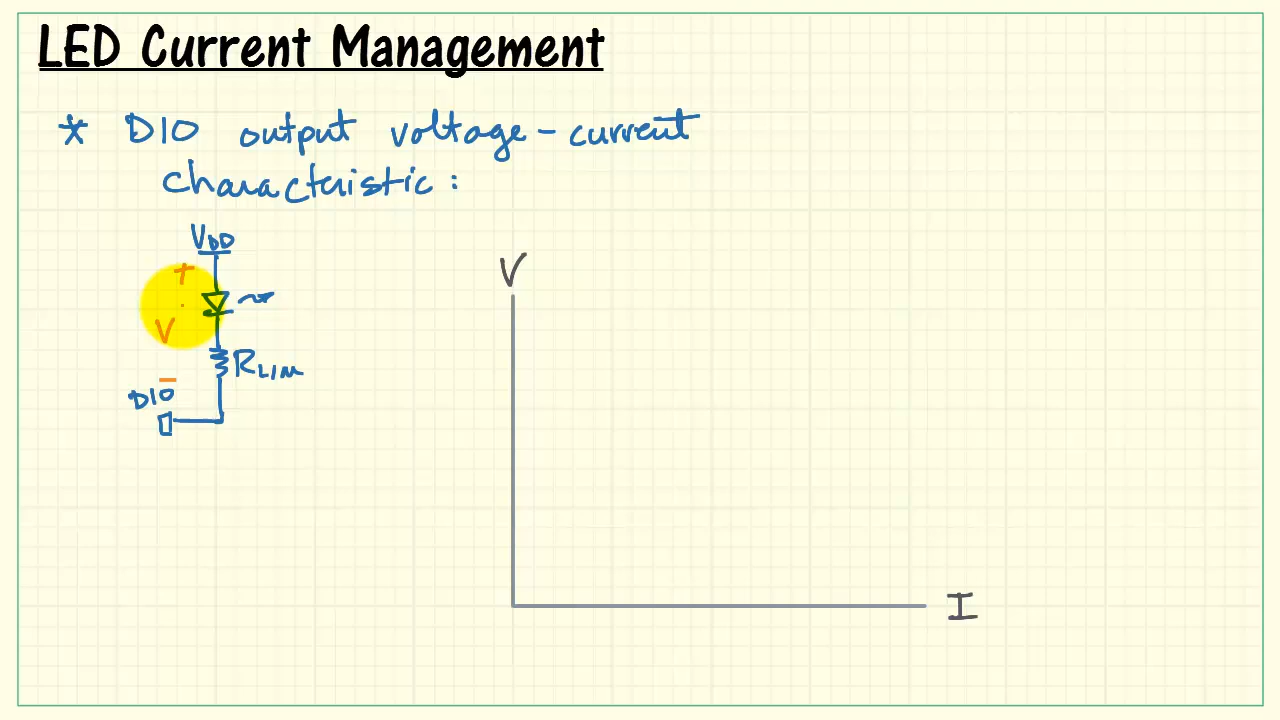 LED Current Management
* DIO output voltage-current
characteristic:
VDD
+
V
-
RLIM
DIO
V
I